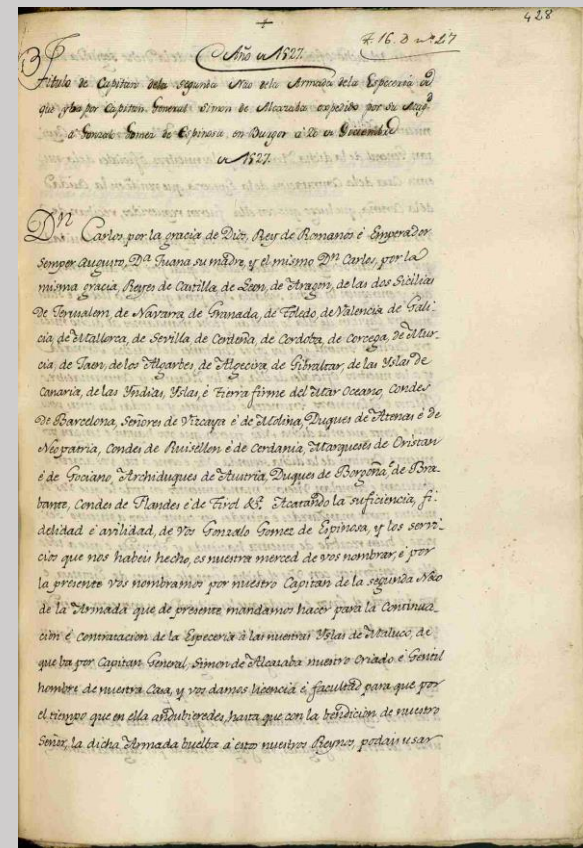 428
+
Año de 1527.
Titulo de Capitan dela segunda Nao dela Armada dela Especeria
que iba por Capitan General Simon de Alcazaba expedido por su Magd
a Gonzalo Gomez de Espinosa, en Burgos a 20 de Diciembre
de 1527.
Dn Carlos por la gracia de Dios, Rey de Romanos é Emperador
semper augusto, Da Juana su madre, y el mismo Dn Carlos, por la
misma gracia, Reyes de Castilla, de Leon, de Aragon, de las dos Sicilias
de Jerusalem, de Navarra, de Granada, de Toledo, de Valencia de Gali-
cia, de Mallorca, de Sevilla, de Cerdeña, de Cordoba, de Corcega, de Mur-
cia, de Jaen, de los Algarbes, de Algecira, de Gibraltar, de las Yslas de
Canaria, de las Yndias, Yslas, é Tierra firme del Mar Oceano, Condes
de Barcelona, Señores de Vizcaya é de Molina, Duques de Atenas é de
Neopatria, Condes de Ruisellon é de Cerdania, Marqueses de Oristan
é de Gociano, Archiduques de Austria, Duques de Borgoña, é de Bra-
bante, Condes de Flandes é de Tirol &a. Acatando la suficiencia, fi-
delidad é avilidad, de vos Gonzalo Gomez de Espinosa, y los servi-
cios que nos habeis hecho, es nuestra merced de vos nombrar, é por
la presente vos nombramos por nuestro Capitan de la segunda Nao
de la Armada que de presente mandamos hacer para la Continua-
cion é contratacion de la Especeria á las nuestras Yslas de Maluco, de
que ba por Capitan General, Simon de Alcazaba nuestro Criado é Gentil
hombre de nuestra Casa, y vos damos licencia é facultad para que por
el tiempo que en ella andubieredes, hasta que con la bendicion de nuestro
Señor, la dicha Armada buelba á estos nuestros Reynos, podais usar